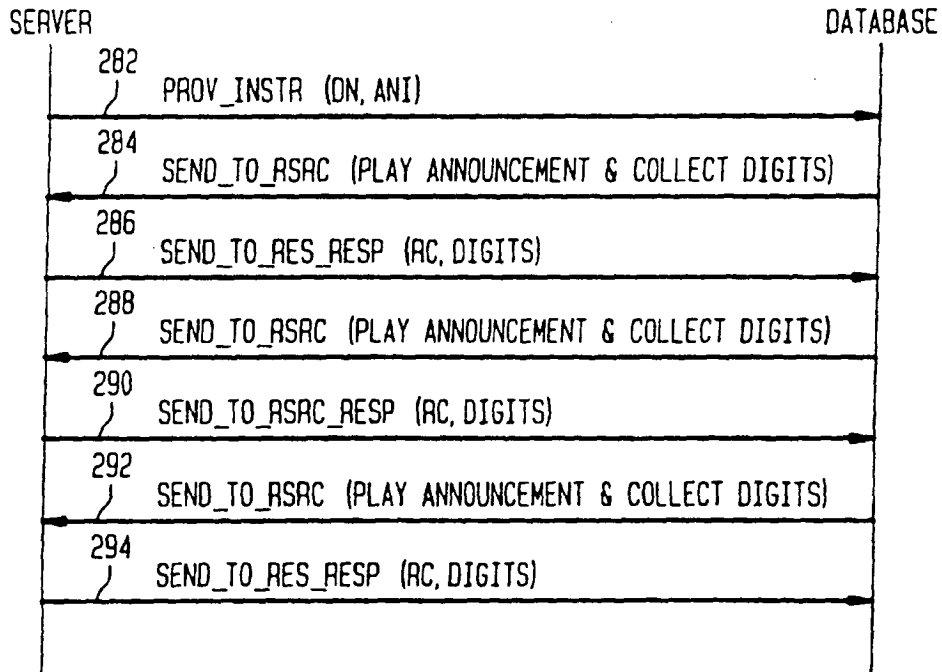 SERVER DATABASE
282
PROV_INSTR (DN, ANI)
284
SEND_TO_RSRC (PLAY ANNOUNCEMENT & COLLECT DIGITS)
286
SEND_TO_RES_RESP (RC, DIGITS)
288
SEND_TO_RSRC (PLAY ANNOUNCEMENT & COLLECT DIGITS)
290
SEND_TO_RSRC_RESP (RC, DIGITS)
292
SEND_TO_RSRC (PLAY ANNOUNCEMENT & COLLECT DIGITS)
294
SEND_TO_RES_RESP (RC, DIGITS)